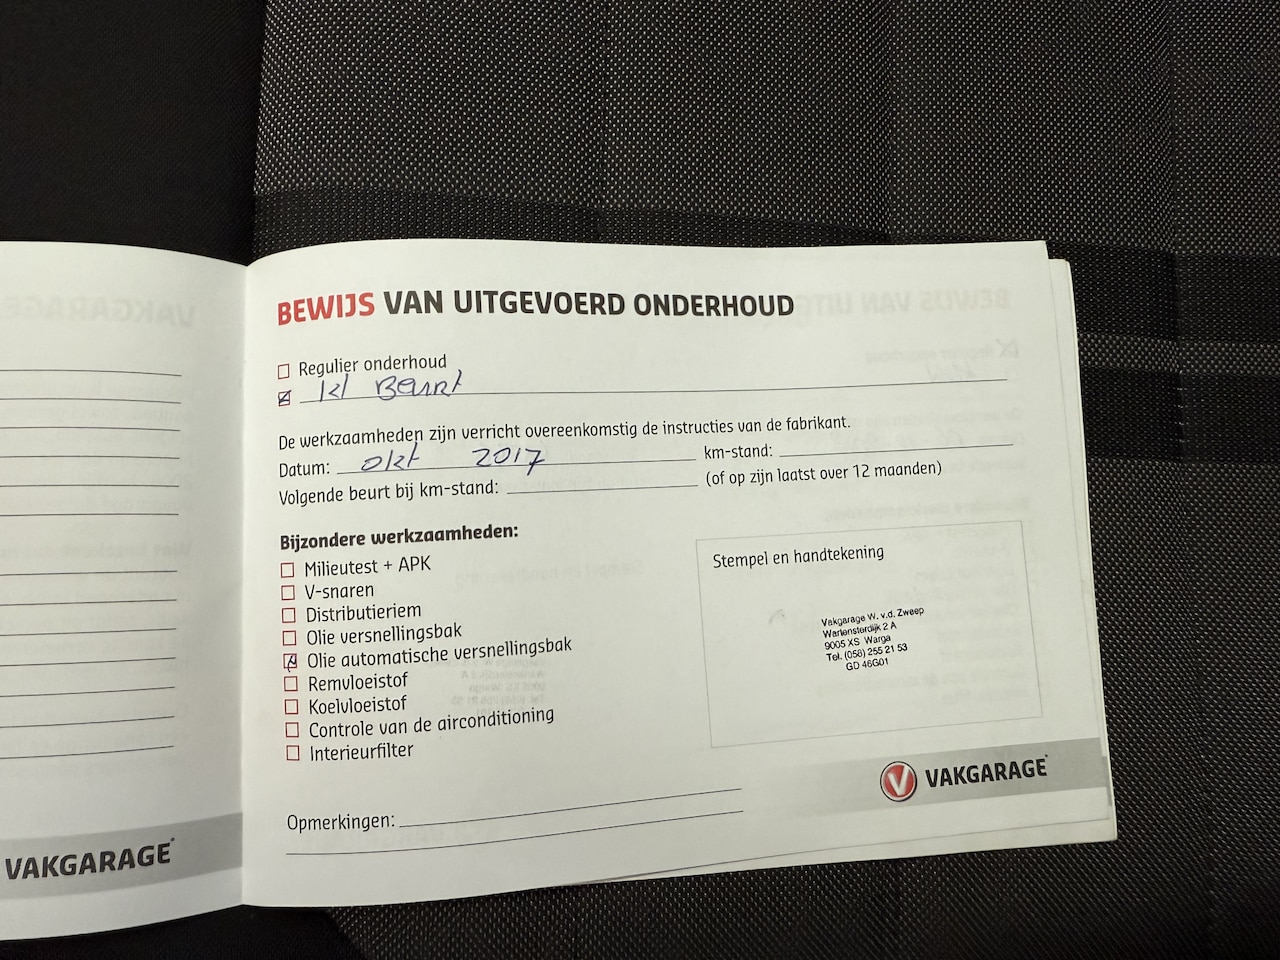 BEWIJS VAN UITGEVOERD ONDERHOUD
Regulier onderhoud
kl Beurt
De werkzaamheden zijn verricht overeenkomstig de instructies van de fabrikant.
Datum: okt 2017 km-stand:
Volgende beurt bij km-stand: (of op zijn laatst over 12 maanden)
Bijzondere werkzaamheden:
Milieutest + APK
V-snaren
Distributieriem
Olie versnellingsbak
Olie automatische versnellingsbak
Remvloeistof
Koelvloeistof
Controle van de airconditioning
Interieurfilter
Stempel en handtekening
Vakgarage W. v.d. Zweep
Wartensterdijk 2 A
9005 XS Warga
Tel. (058) 255 21 53
GD 46G01
Opmerkingen:
V VAKGARAGE
VAKGARAGE